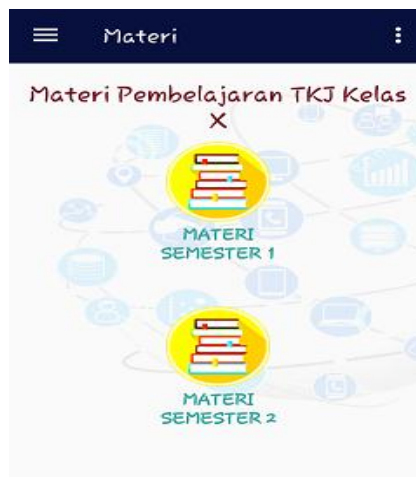 Materi
Materi Pembelajaran TKJ Kelas
X
MATERI
SEMESTER 1
MATERI
SEMESTER 2